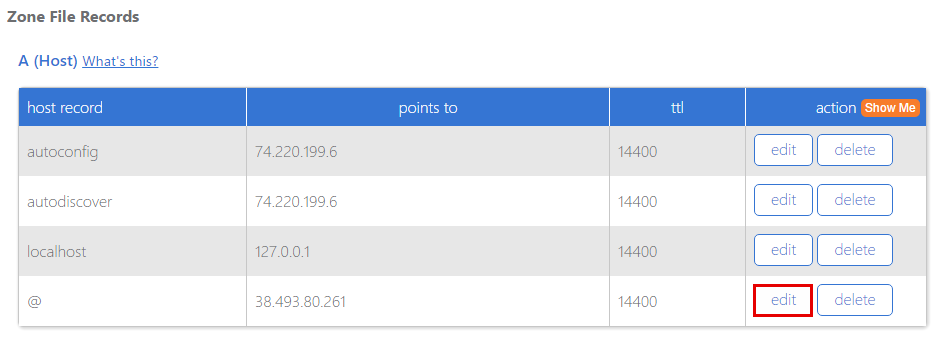 Zone File Records
A (Host) What's this?
host record points to ttl action Show Me
autoconfig 74.220.199.6 14400 edit delete
autodiscover 74.220.199.6 14400 edit delete
localhost 127.0.0.1 14400 edit delete
@ 38.493.80.261 14400 edit delete